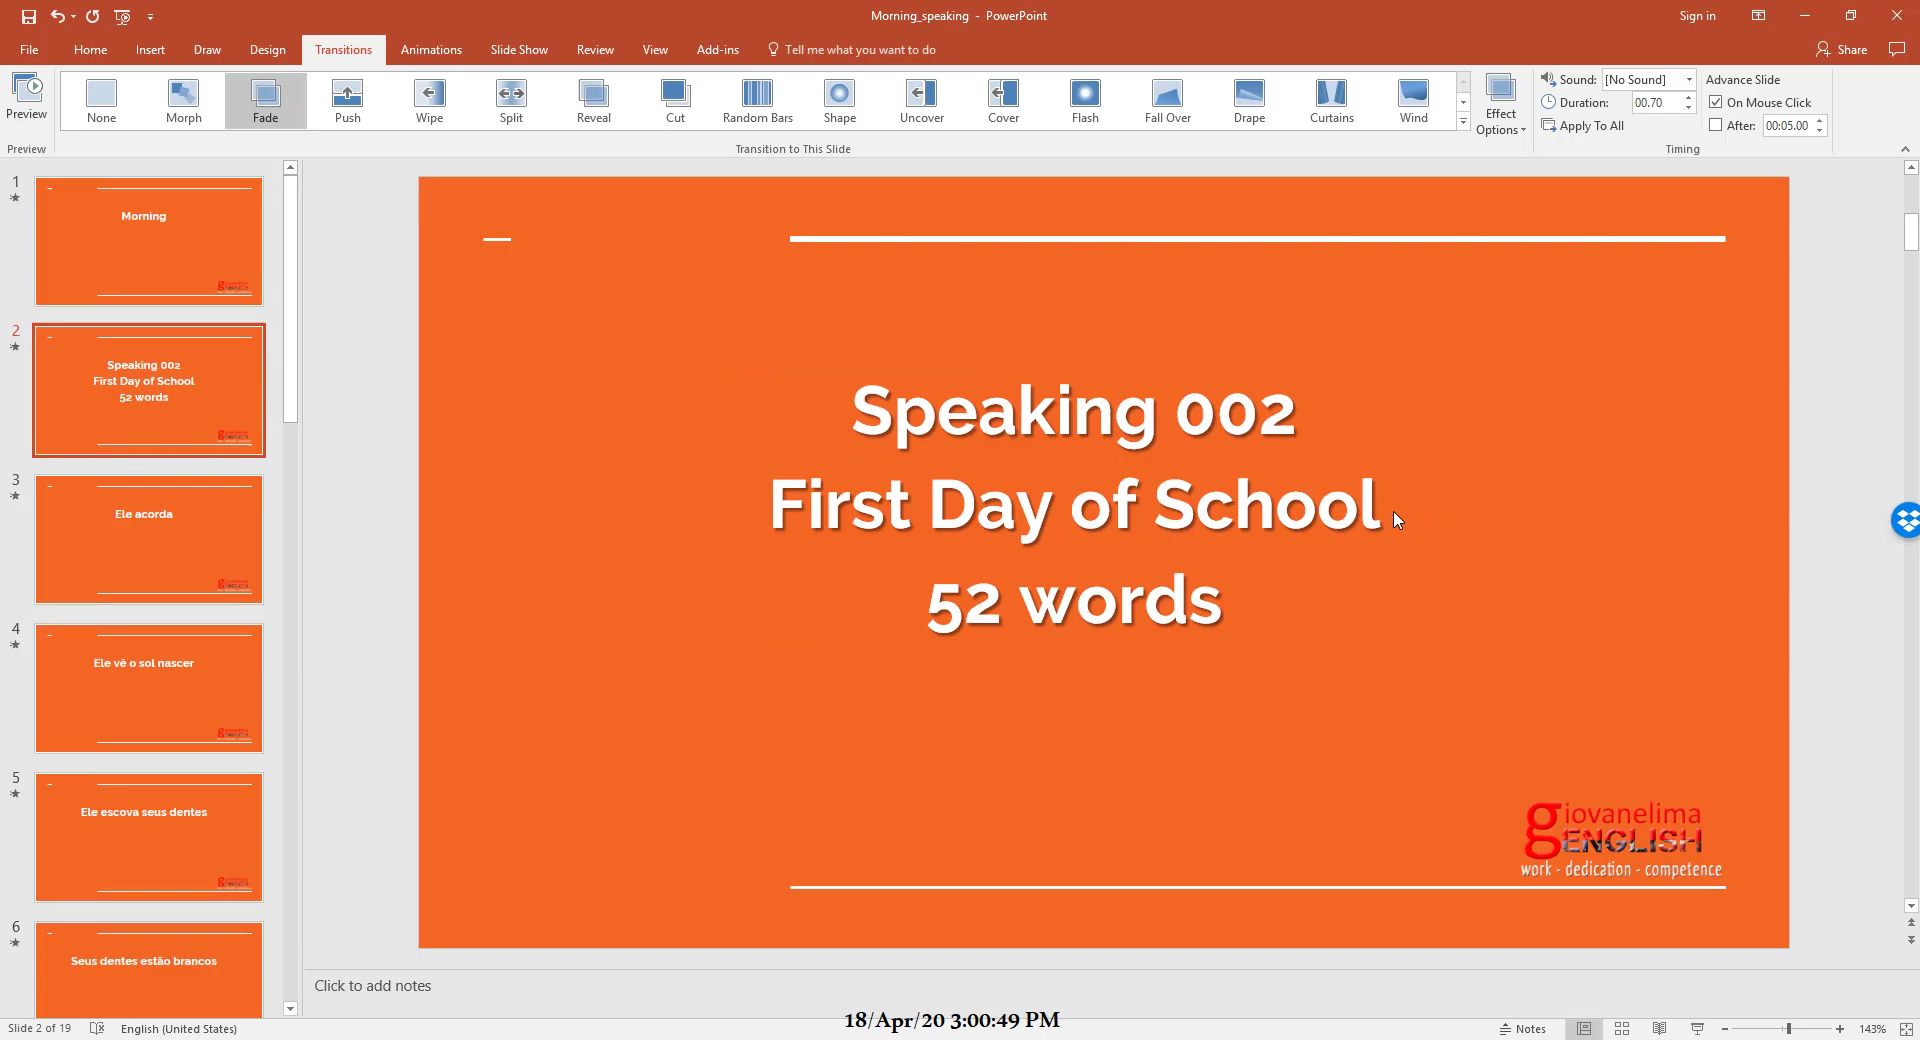 Morning_speaking - PowerPoint
Sign in
File Home Insert Draw Design Transitions Animations Slide Show Review View Add-ins Tell me what you want to do
Share
Preview
None Morph Fade Push Wipe Split Reveal Cut Random Bars Shape Uncover Cover Flash Fall Over Drape Curtains Wind
Effect
Options
Sound: [No Sound]
Duration: 00.70
Apply To All
Advance Slide
On Mouse Click
After: 00:05.00
Preview
Transition to This Slide
Timing
1
Morning
2
Speaking 002
First Day of School
52 words
3
Ele acorda
4
Ele vê o sol nascer
5
Ele escova seus dentes
6
Seus dentes estão brancos
Speaking 002
First Day of School
52 words
giovanelima
ENGLISH
work - dedication - competence
Click to add notes
18/Apr/20 3:00:49 PM
Slide 2 of 19
English (United States)
Notes
143%